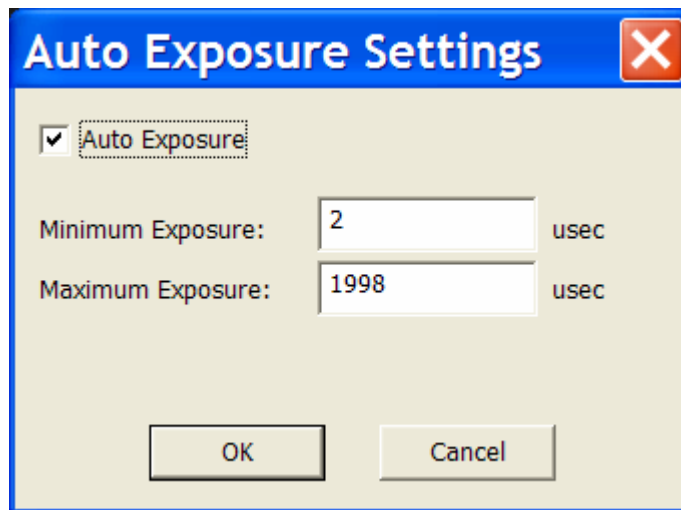 Auto Exposure Settings
Auto Exposure
Minimum Exposure: 2 usec
Maximum Exposure: 1998 usec
OK Cancel